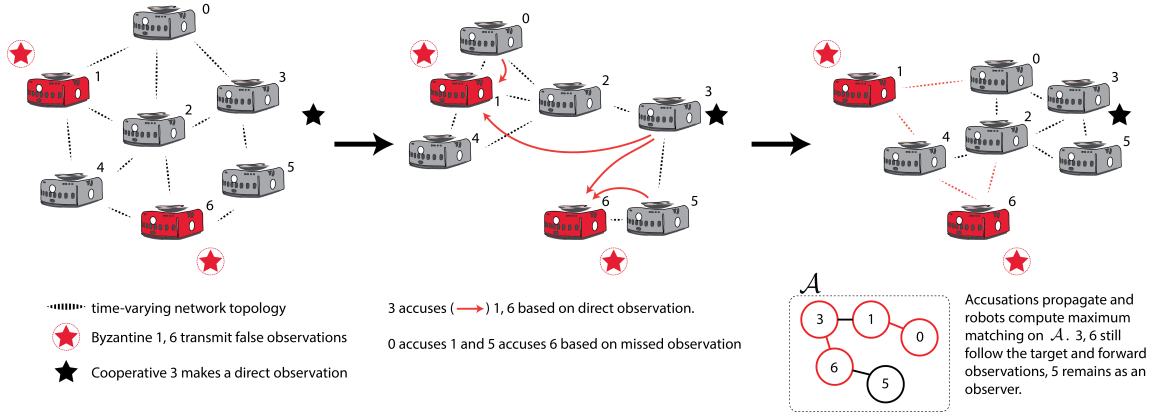 0
1
3
2
4
5
6
0
1
2
3
4
6
5
0
1
3
2
4
5
6
time-varying network topology
Byzantine 1, 6 transmit false observations
Cooperative 3 makes a direct observation
3 accuses ( → ) 1, 6 based on direct observation.
0 accuses 1 and 5 accuses 6 based on missed observation
𝒜
3
1
0
6
5
Accusations propagate and
robots compute maximum
matching on 𝒜. 3, 6 still
follow the target and forward
observations, 5 remains as an
observer.